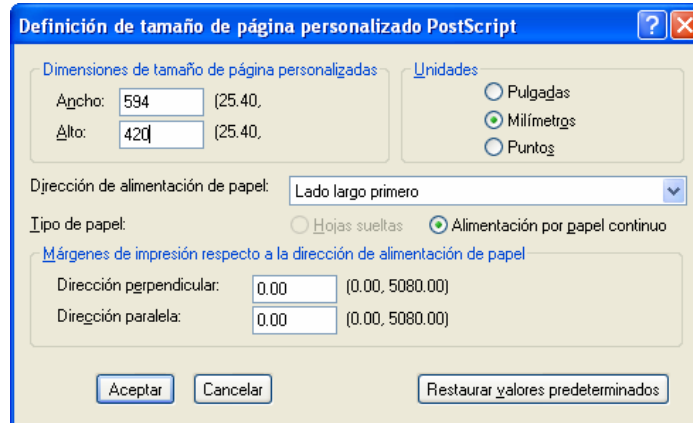 Definición de tamaño de página personalizado PostScript
Dimensiones de tamaño de página personalizadas
Ancho: 594 (25.40,
Alto: 420 (25.40,
Unidades
Pulgadas
Milímetros
Puntos
Dirección de alimentación de papel: Lado largo primero
Tipo de papel: Hojas sueltas Alimentación por papel continuo
Márgenes de impresión respecto a la dirección de alimentación de papel
Dirección perpendicular: 0.00 (0.00, 5080.00)
Dirección paralela: 0.00 (0.00, 5080.00)
Aceptar Cancelar Restaurar valores predeterminados